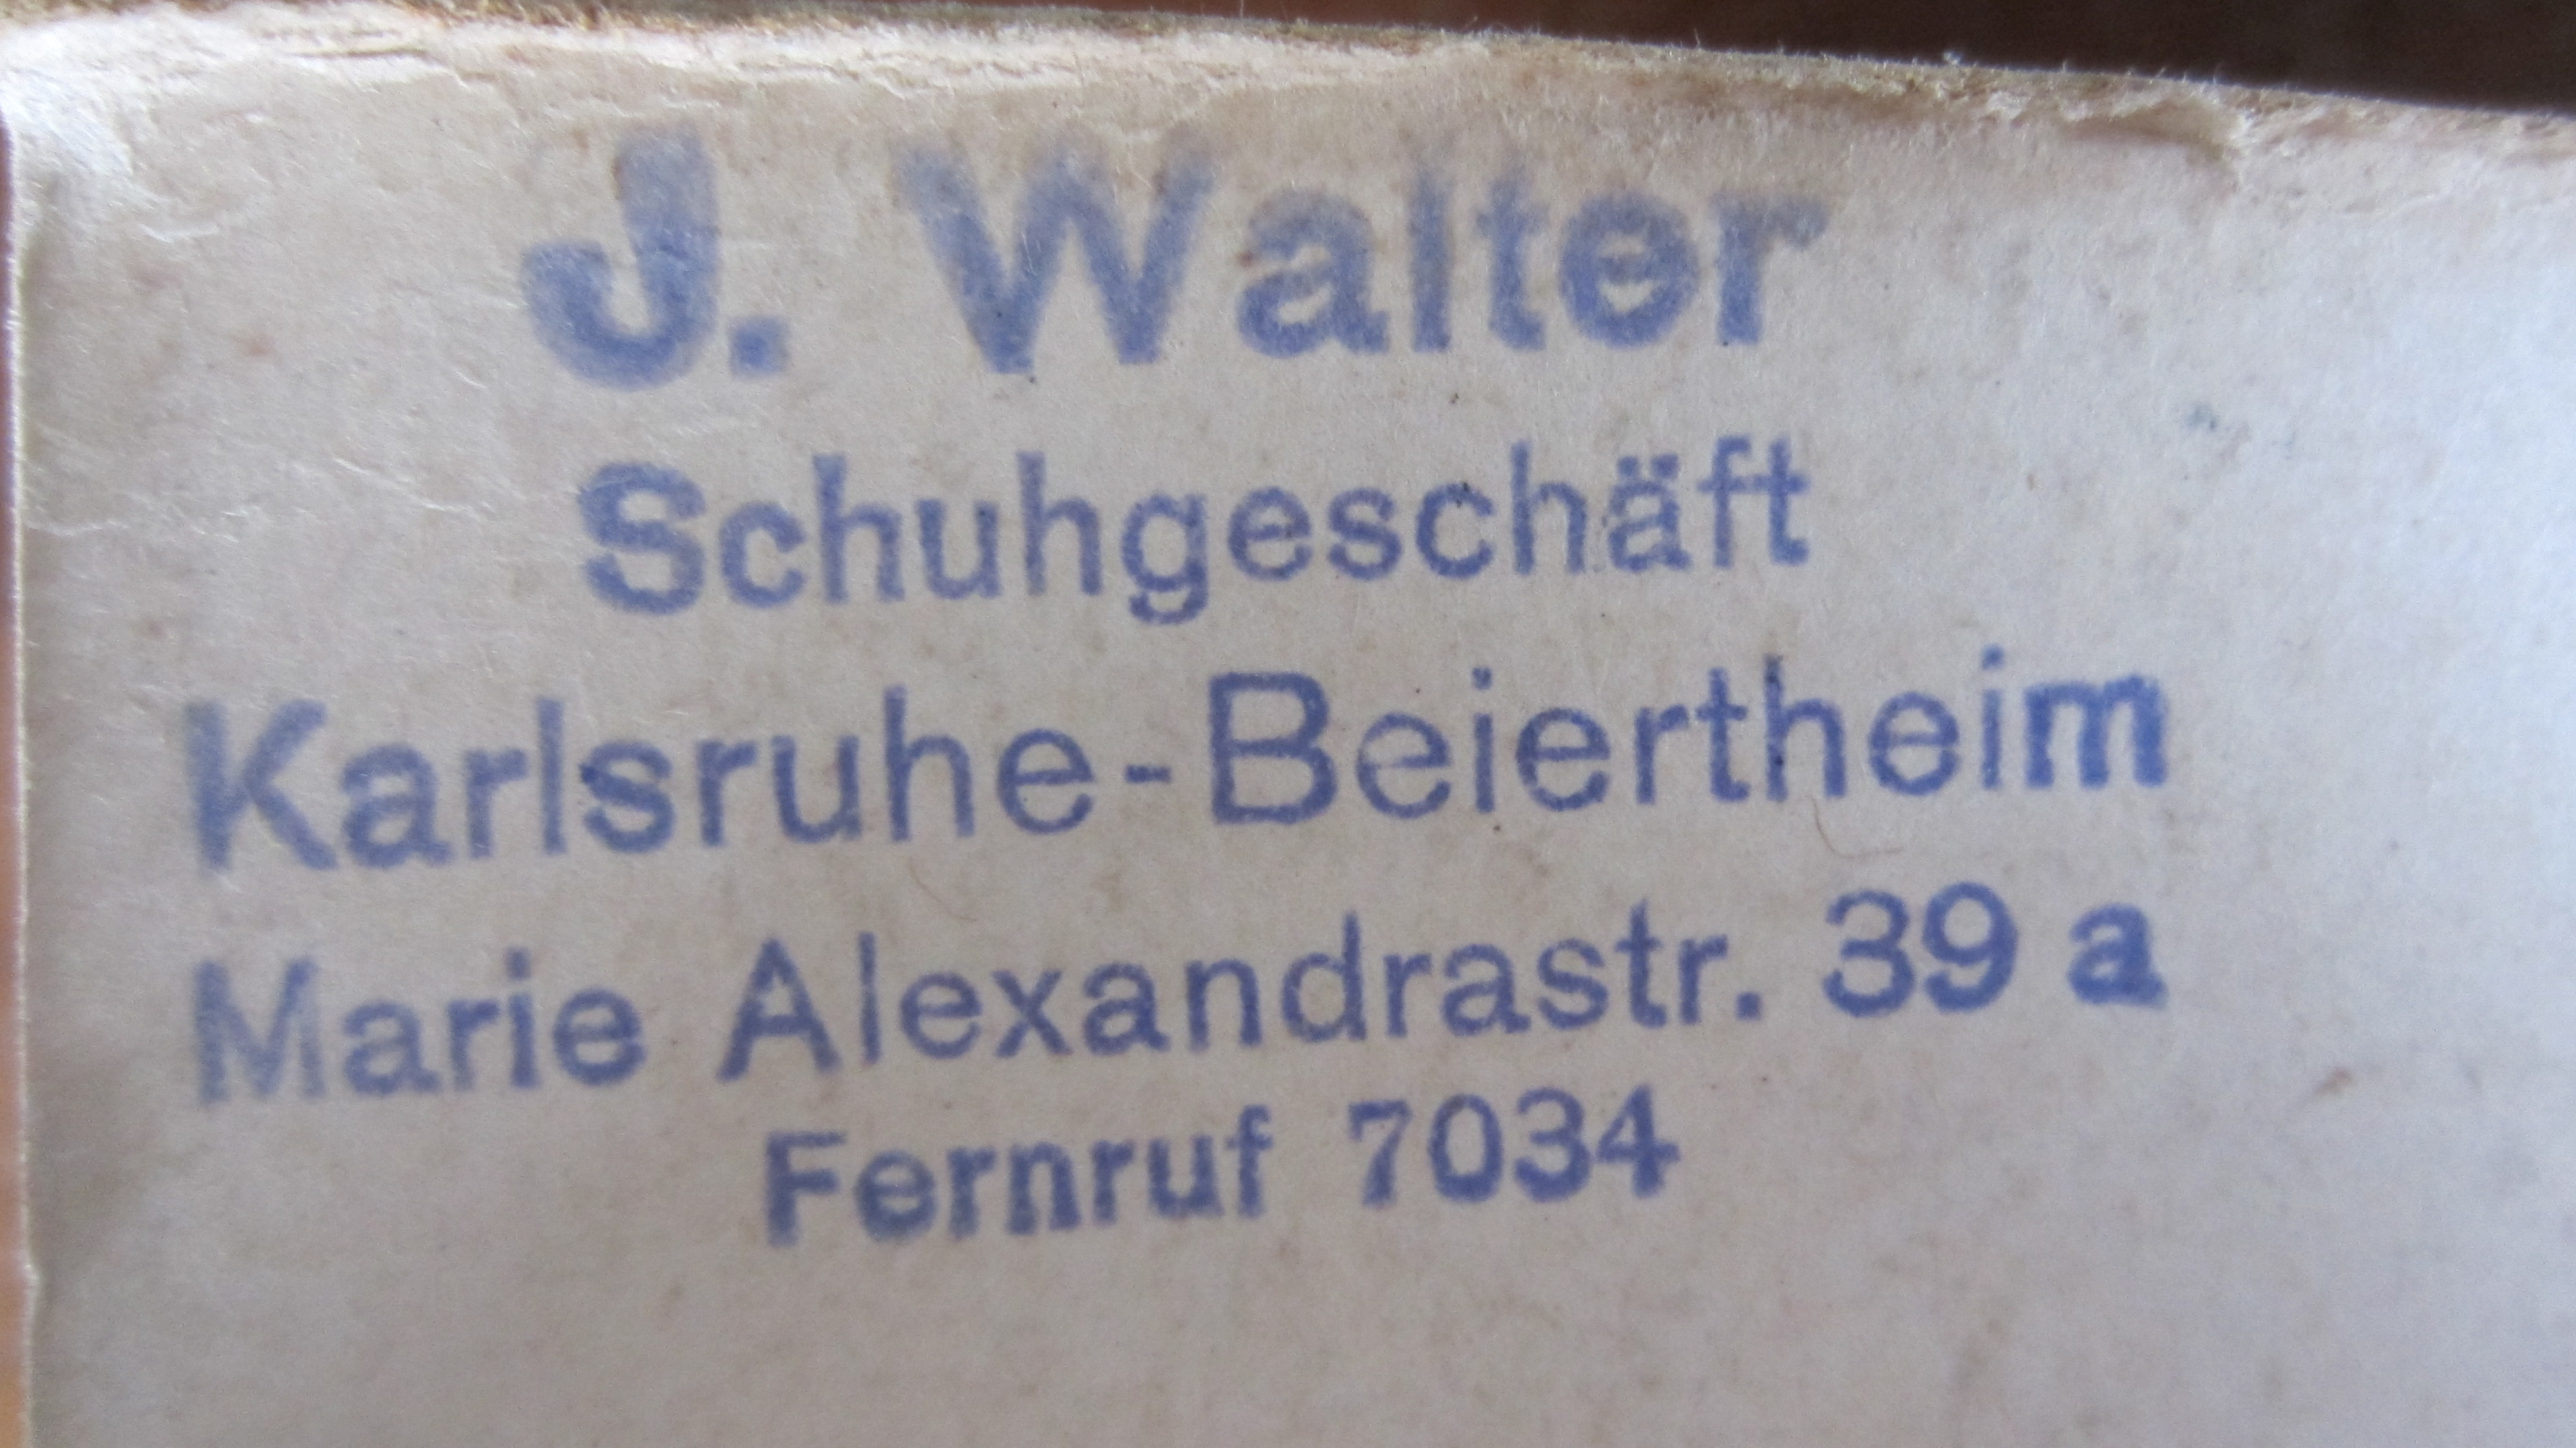 J. Walter
Schuhgeschäft
Karlsruhe-Beiertheim
Marie Alexandrastr. 39 a
Fernruf 7034